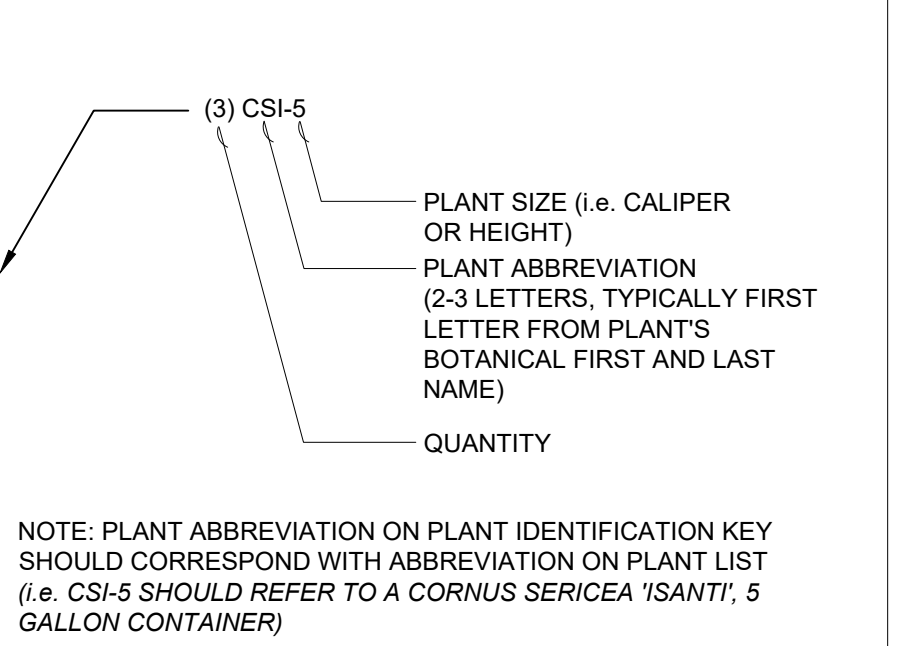 (3) CSI-5
PLANT SIZE (i.e. CALIPER
OR HEIGHT)
PLANT ABBREVIATION
(2-3 LETTERS, TYPICALLY FIRST
LETTER FROM PLANT'S
BOTANICAL FIRST AND LAST
NAME)
QUANTITY
NOTE: PLANT ABBREVIATION ON PLANT IDENTIFICATION KEY
SHOULD CORRESPOND WITH ABBREVIATION ON PLANT LIST
(i.e. CSI-5 SHOULD REFER TO A CORNUS SERICEA 'ISANTI', 5
GALLON CONTAINER)